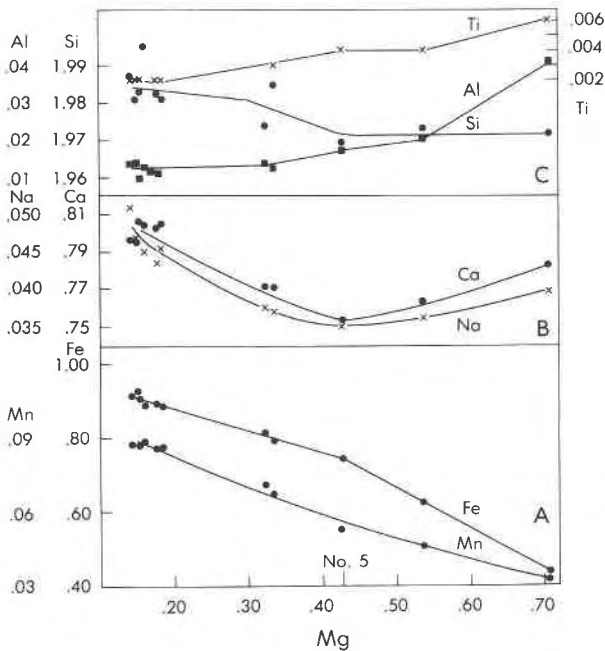 Al Si Ti .006
.04 1.99 .004
.03 1.98 Al .002
Si Ti
.02 1.97
.01 1.96 C
Na Ca
.050 .81
.045 .79
Ca
.040 .77
Na
.035 .75 B
Fe
1.00
Mn
.09 .80
Fe A
.06 .60 Mn
No. 5
.03 .40
.20 .30 .40 .50 .60 .70
Mg